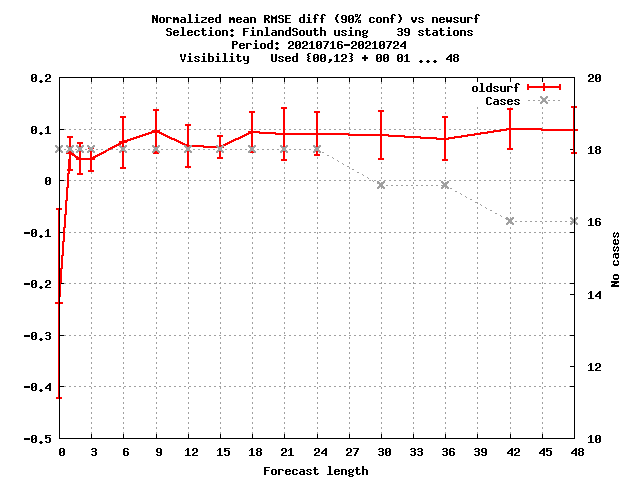 Normalized mean RMSE diff (90% conf) vs newsurf
Selection: FinlandSouth using    39 stations
Period: 20210716-20210724
Visibility   Used {00,12} + 00 01 ... 48
oldsurf
Cases
0.2
0.1
0
-0.1
-0.2
-0.3
-0.4
-0.5
20
18
16
14
12
10
No cases
0 3 6 9 12 15 18 21 24 27 30 33 36 39 42 45 48
Forecast length